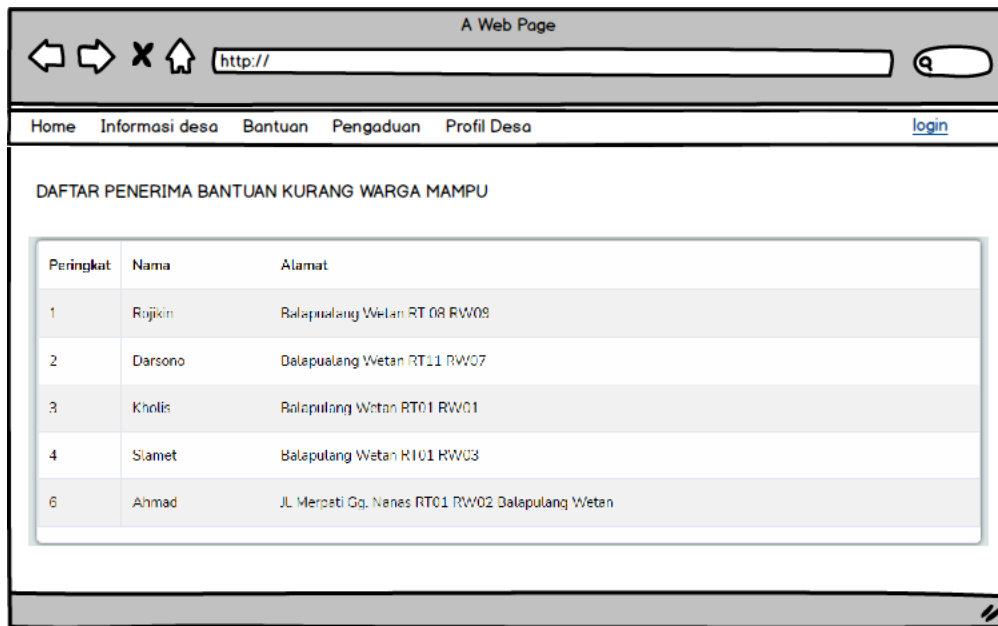 A Web Page
http://
Home Informasi desa Bantuan Pengaduan Profil Desa login
DAFTAR PENERIMA BANTUAN KURANG WARGA MAMPU
Peringkat Nama Alamat
1 Rojikin Balapualang Wetan RT 08 RW09
2 Darsono Balapualang Wetan RT11 RW07
3 Kholis Balapulang Wetan RT01 RW01
4 Slamet Balapulang Wetan RT01 RW03
6 Ahmad JL Merpati Gg. Nanas RT01 RW02 Balapulang Wetan